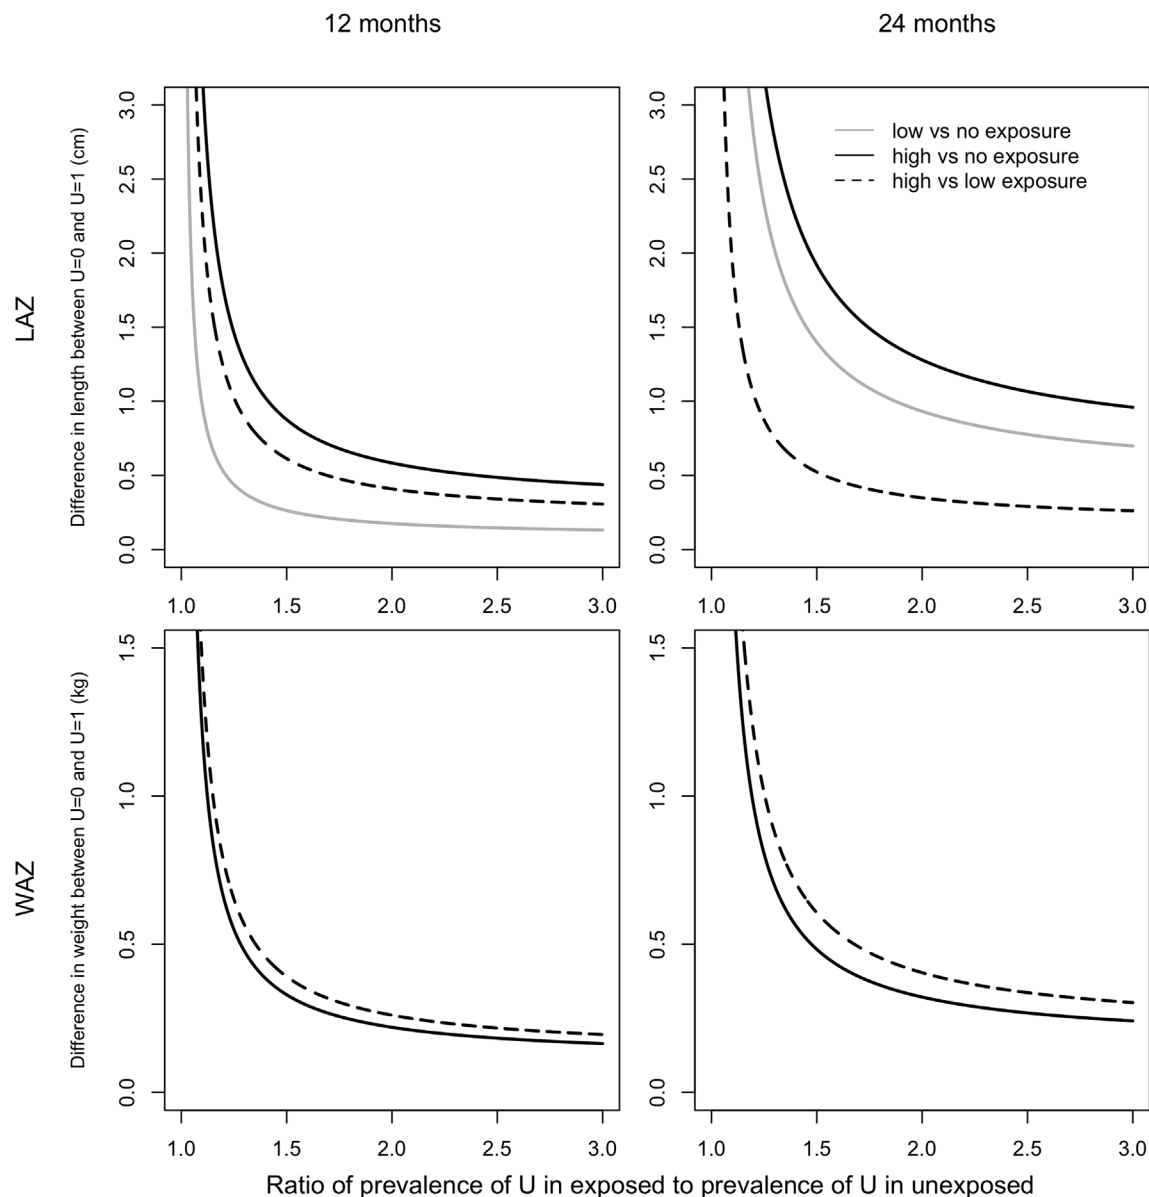 12 months
24 months
LAZ
Difference in length between U=0 and U=1 (cm)
3.0
2.5
2.0
1.5
1.0
0.5
0.0
1.0 1.5 2.0 2.5 3.0
3.0
2.5
2.0
1.5
1.0
0.5
0.0
low vs no exposure
high vs no exposure
high vs low exposure
1.0 1.5 2.0 2.5 3.0
WAZ
Difference in weight between U=0 and U=1 (kg)
1.5
1.0
0.5
0.0
1.0 1.5 2.0 2.5 3.0
1.5
1.0
0.5
0.0
1.0 1.5 2.0 2.5 3.0
Ratio of prevalence of U in exposed to prevalence of U in unexposed